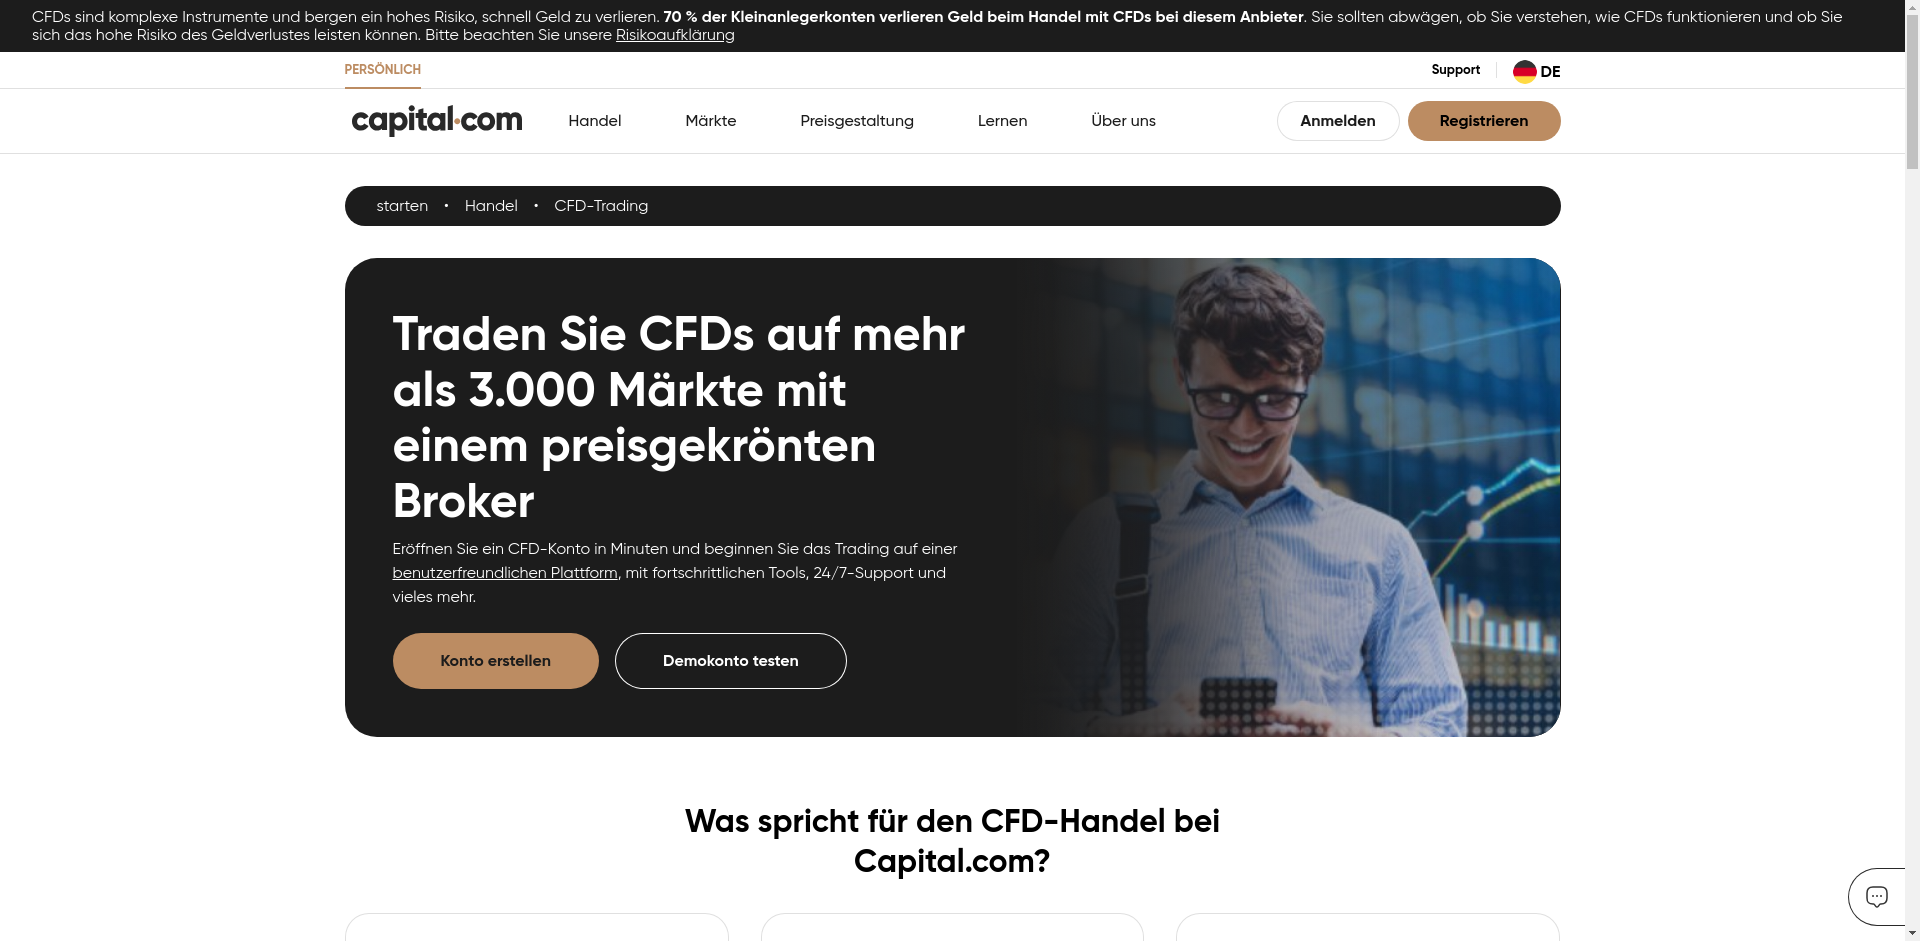 CFDs sind komplexe Instrumente und bergen ein hohes Risiko, schnell Geld zu verlieren. 70 % der Kleinanlegerkonten verlieren Geld beim Handel mit CFDs bei diesem Anbieter. Sie sollten abwägen, ob Sie verstehen, wie CFDs funktionieren und ob Sie
sich das hohe Risiko des Geldverlustes leisten können. Bitte beachten Sie unsere Risikoaufklärung
PERSÖNLICH
Support
DE
capital.com
Handel
Märkte
Preisgestaltung
Lernen
Über uns
Anmelden
Registrieren
starten • Handel • CFD-Trading
Traden Sie CFDs auf mehr
als 3.000 Märkte mit
einem preisgekrönten
Broker
Eröffnen Sie ein CFD-Konto in Minuten und beginnen Sie das Trading auf einer
benutzerfreundlichen Plattform, mit fortschrittlichen Tools, 24/7-Support und
vieles mehr.
Konto erstellen
Demokonto testen
Was spricht für den CFD-Handel bei
Capital.com?